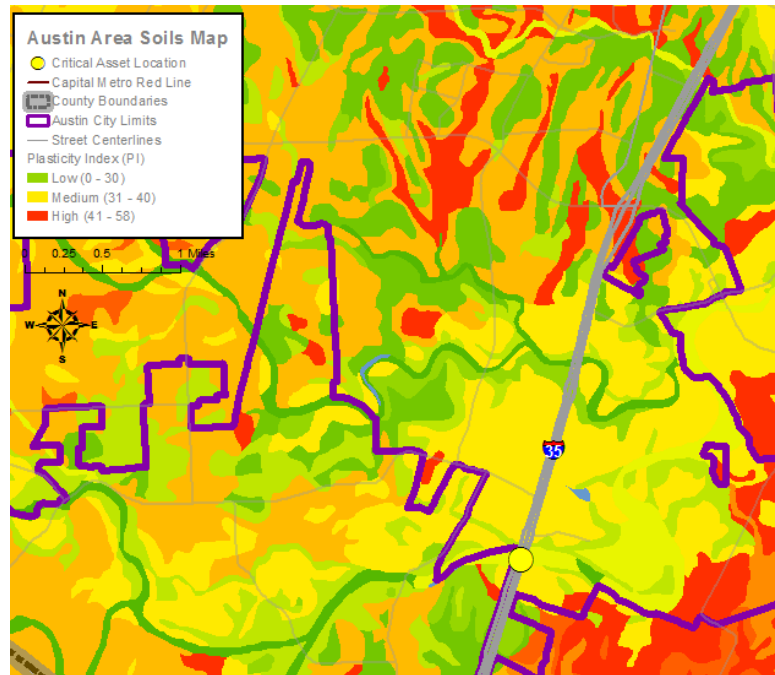 Austin Area Soils Map
Critical Asset Location
Capital Metro Red Line
County Boundaries
Austin City Limits
Street Centerlines
Plasticity Index (PI)
Low (0 - 30)
Medium (31 - 40)
High (41 - 58)
0 0.25 0.5 1 Miles
N
W E
S
35